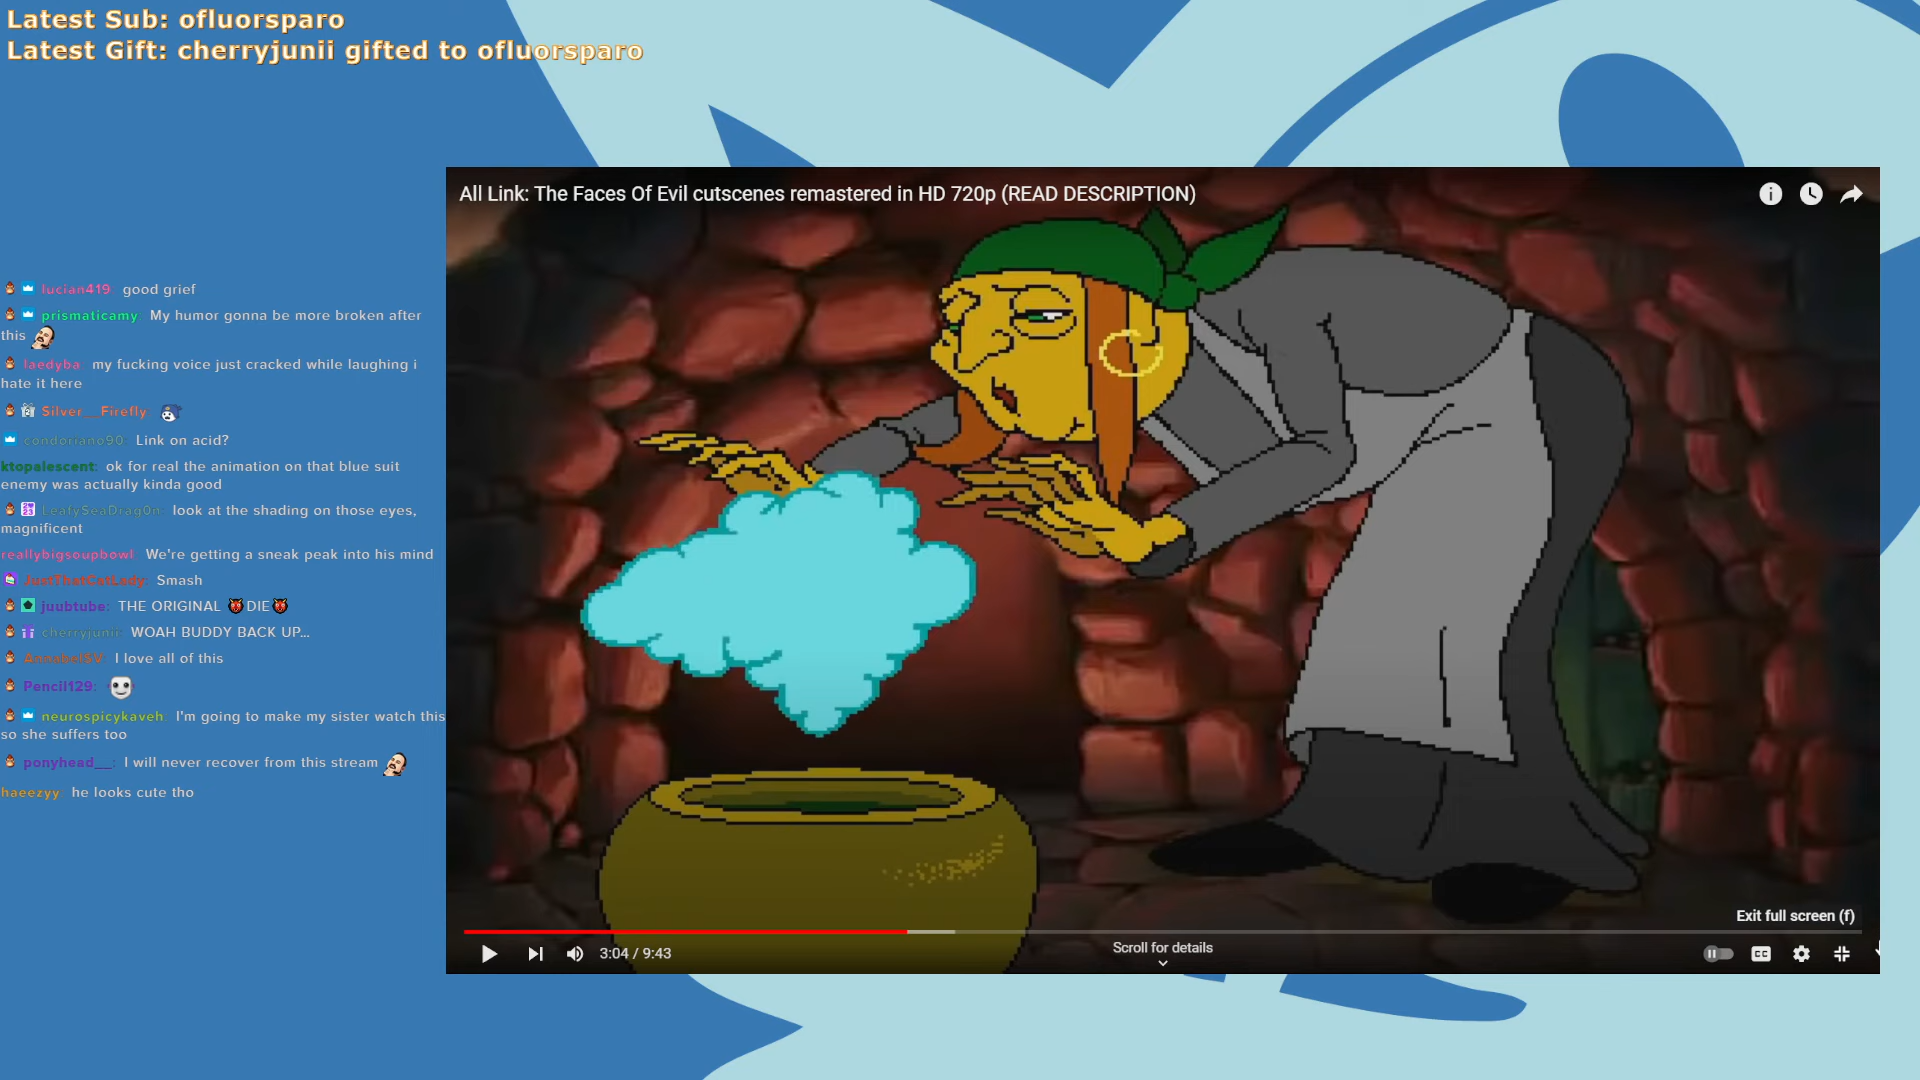 Latest Sub: ofluorsparo
Latest Gift: cherryjunii gifted to ofluorsparo
All Link: The Faces Of Evil cutscenes remastered in HD 720p (READ DESCRIPTION)
lucian419 good grief
prismaticamy My humor gonna be more broken after
this
laedyba my fucking voice just cracked while laughing i
hate it here
Silver__Firefly
condoriano90: Link on acid?
ktopalescent: ok for real the animation on that blue suit
enemy was actually kinda good
LeafySeaDrag0n: look at the shading on those eyes,
magnificent
reallybigsoupbowl We're getting a sneak peak into his mind
JustThatCatLady: Smash
juubtube: THE ORIGINAL DIE
cherryjunii: WOAH BUDDY BACK UP...
AnnabelSV: I love all of this
Pencil129:
neurospicykaveh I'm going to make my sister watch this
so she suffers too
ponyhead__: I will never recover from this stream
haeezyy he looks cute tho
Exit full screen (f)
3:04 / 9:43
Scroll for details
CC